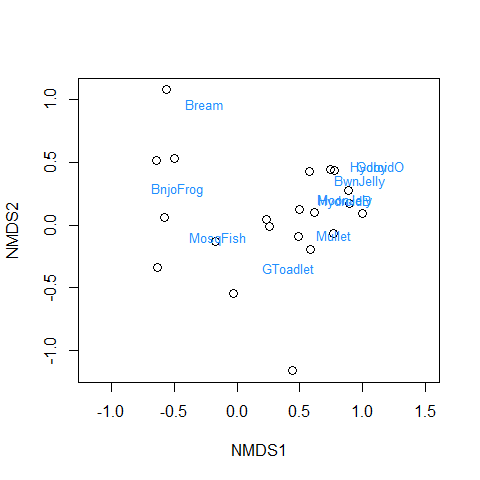 Bream
HydroidO
BwnJelly
BnjoFrog
MosqFish
Mullet
GToadlet
NMDS2
1.0
0.5
0.0
-0.5
-1.0
-1.0
-0.5
0.0
0.5
1.0
1.5
NMDS1